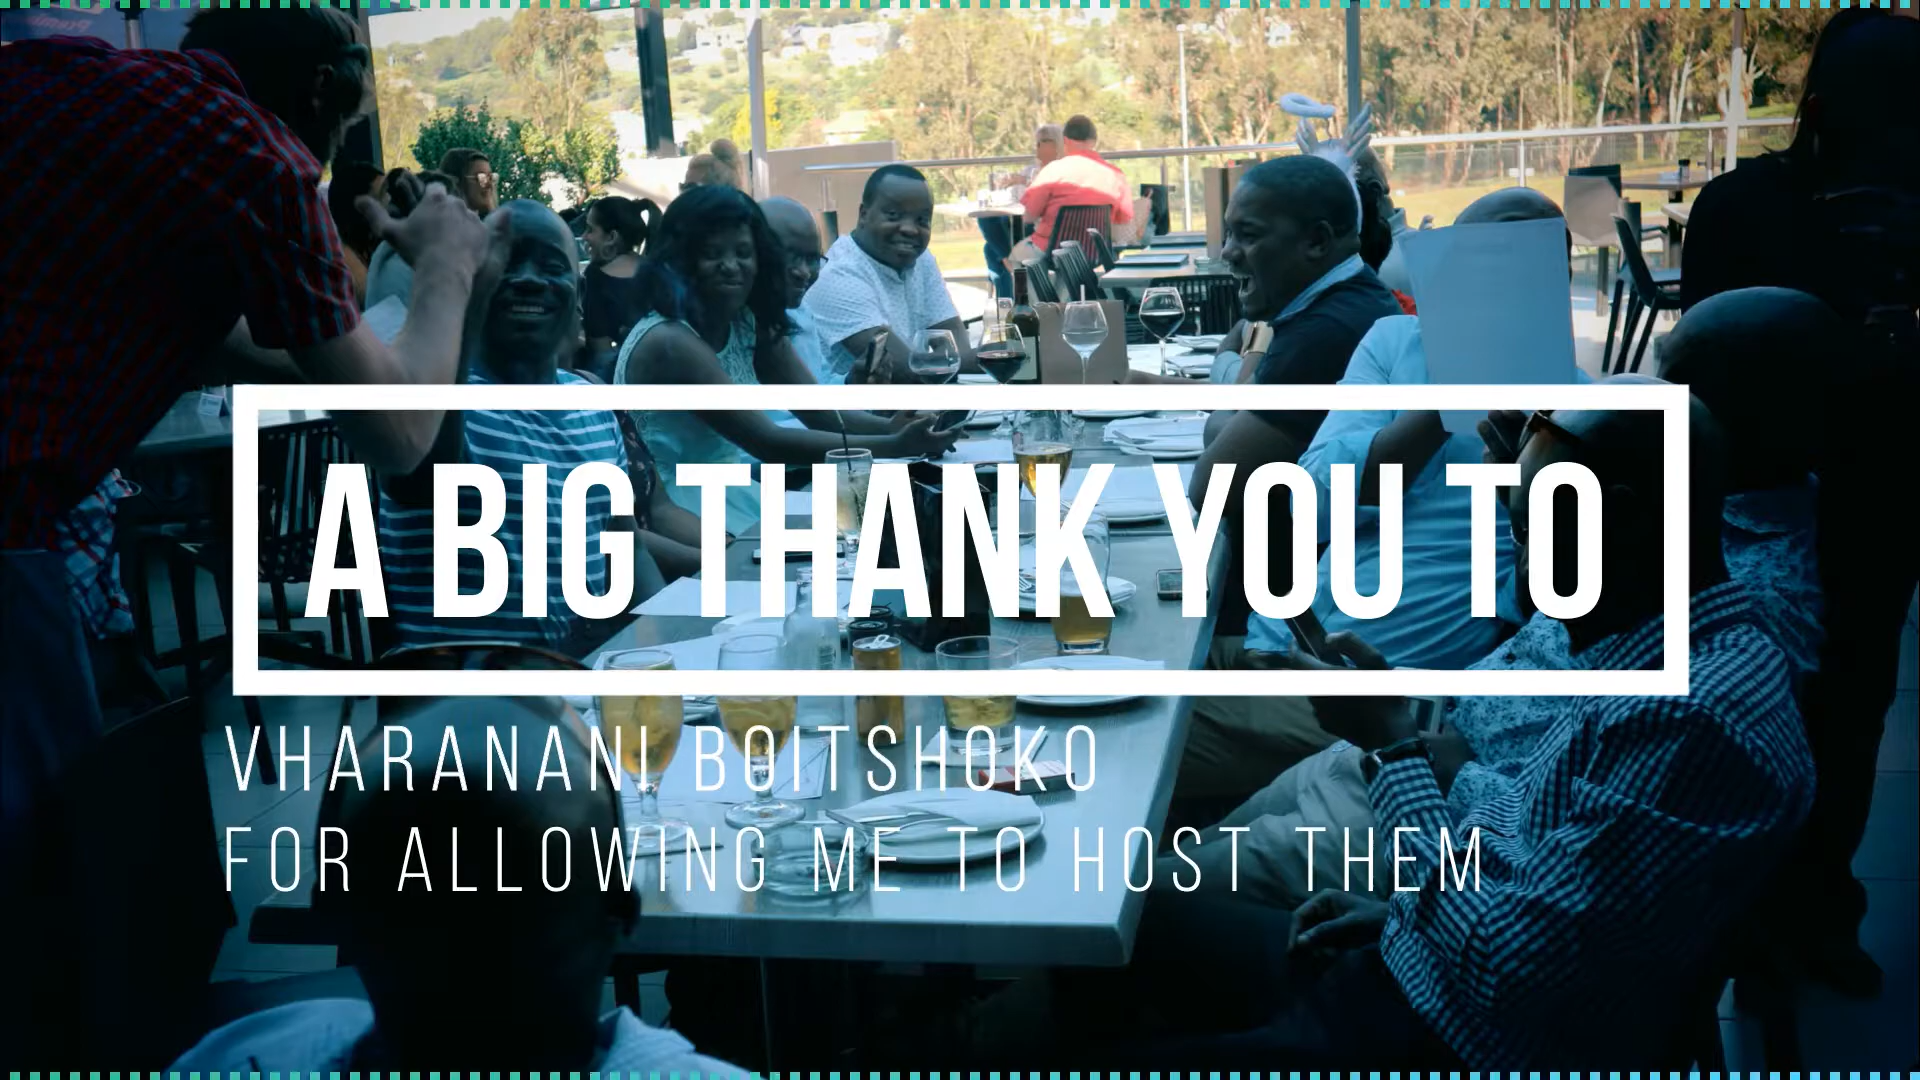 A BIG THANK YOU TO
VHARANANI BOITSHOKO
FOR ALLOWING ME TO HOST THEM